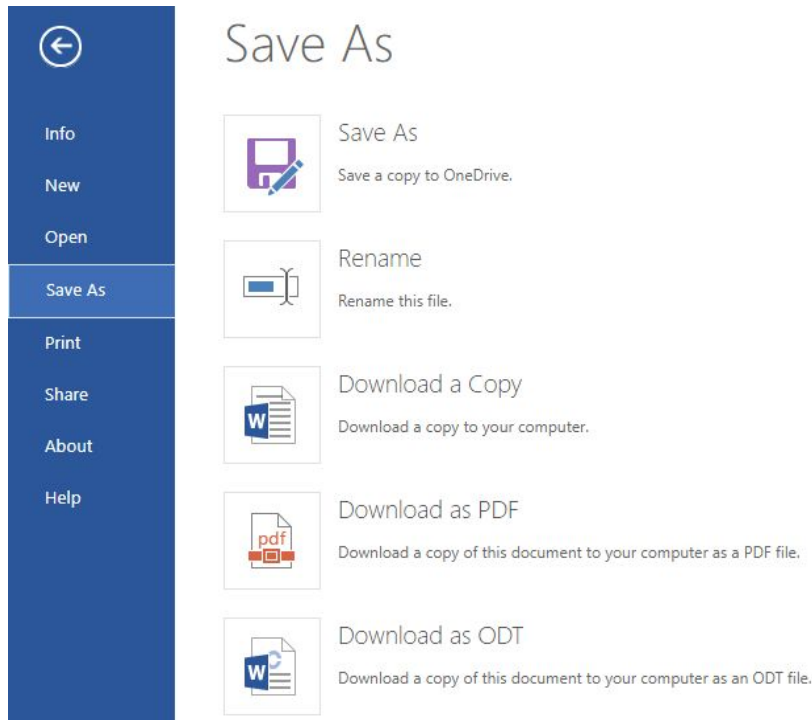 Save As
Info
New
Open
Save As
Print
Share
About
Help
Save As
Save a copy to OneDrive.
Rename
Rename this file.
W
Download a Copy
Download a copy to your computer.
pdf
Download as PDF
Download a copy of this document to your computer as a PDF file.
W
Download as ODT
Download a copy of this document to your computer as an ODT file.